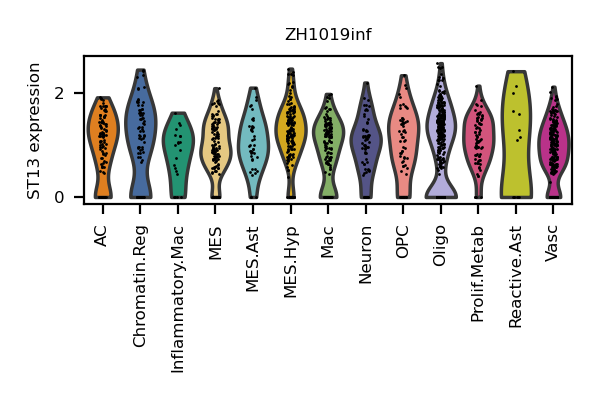 ZH1019inf
ST13 expression
2
0
AC
Chromatin.Reg
Inflammatory.Mac
MES
MES.Ast
MES.Hyp
Mac
Neuron
OPC
Oligo
Prolif.Metab
Reactive.Ast
Vasc